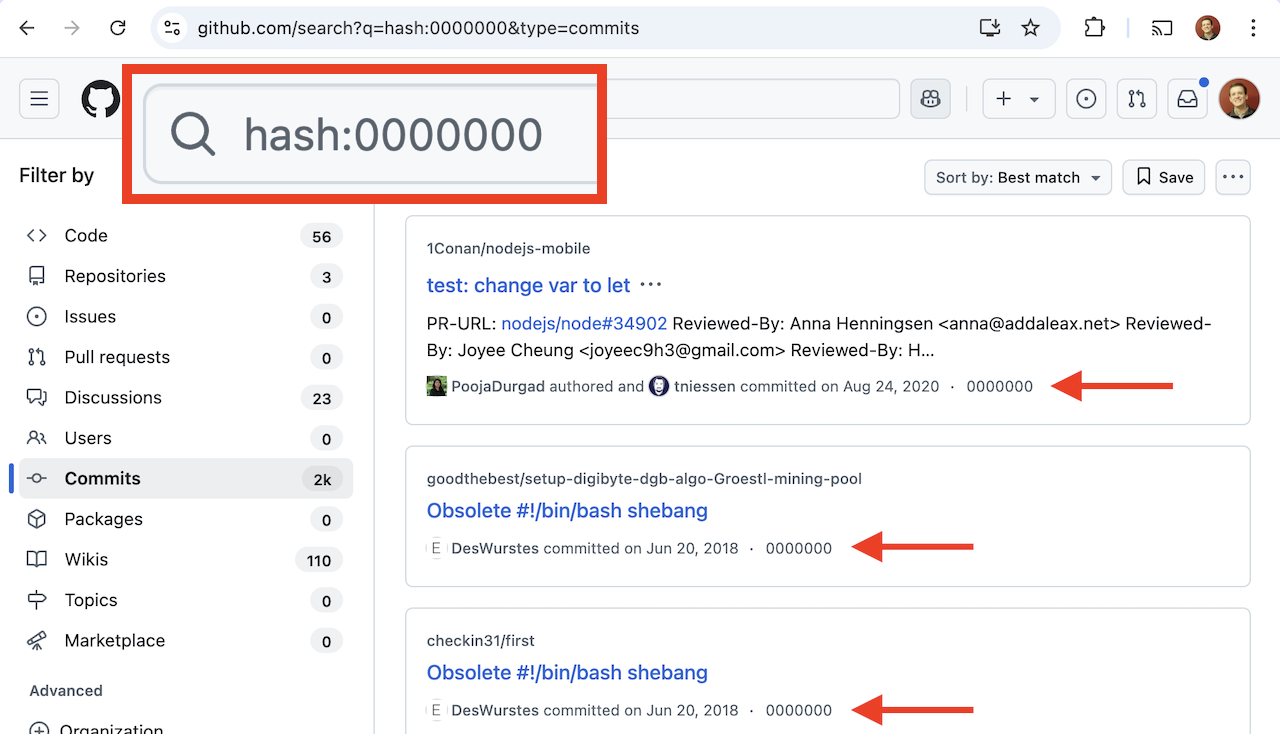 github.com/search?q=hash:0000000&type=commits
hash:0000000
Filter by
Sort by: Best match
Save
Code 56
Repositories 3
Issues 0
Pull requests 0
Discussions 23
Users 0
Commits 2k
Packages 0
Wikis 110
Topics 0
Marketplace 0
Advanced
Organization
1Conan/nodejs-mobile
test: change var to let ...
PR-URL: nodejs/node#34902 Reviewed-By: Anna Henningsen <anna@addaleax.net> Reviewed-
By: Joyee Cheung <joyeec9h3@gmail.com> Reviewed-By: H...
PoojaDurgad authored and tniessen committed on Aug 24, 2020 · 0000000
goodthebest/setup-digibyte-dgb-algo-Groestl-mining-pool
Obsolete #!/bin/bash shebang
E DesWurstes committed on Jun 20, 2018 · 0000000
checkin31/first
Obsolete #!/bin/bash shebang
E DesWurstes committed on Jun 20, 2018 · 0000000